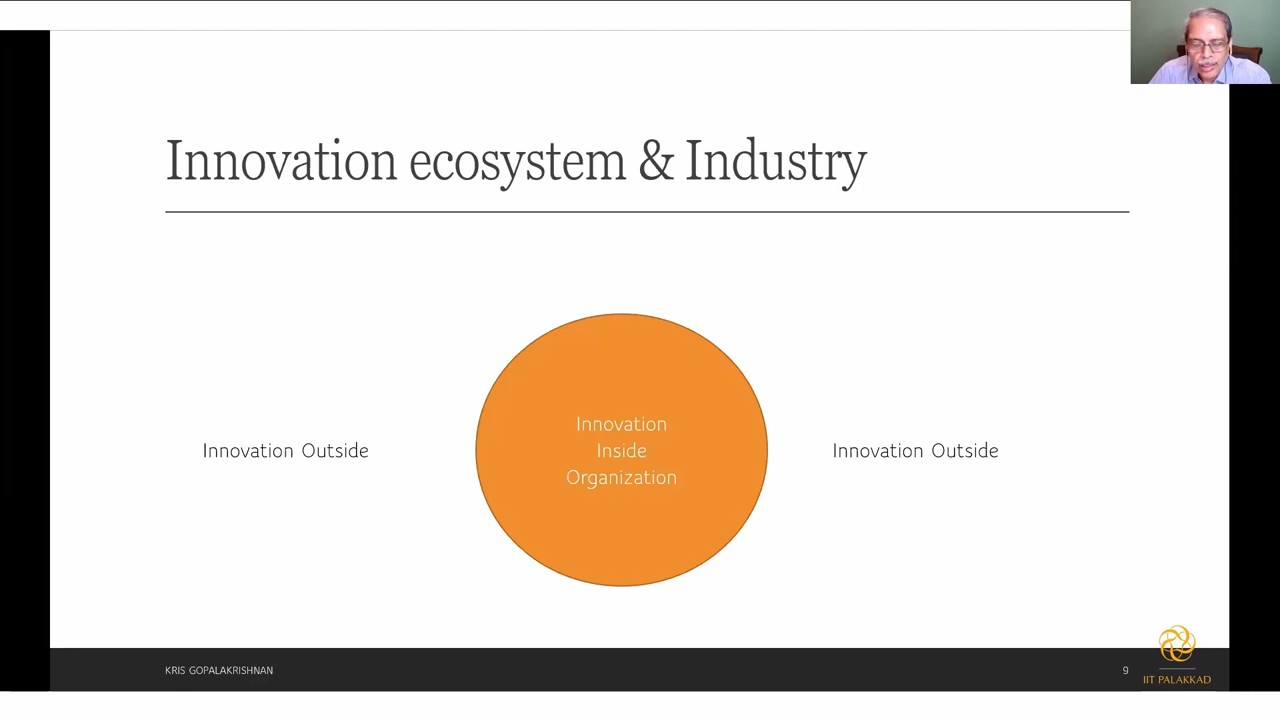 Innovation ecosystem & Industry
Innovation Outside
Innovation
Inside
Organization
Innovation Outside
KRIS GOPALAKRISHNAN
9
IIT PALAKKAD